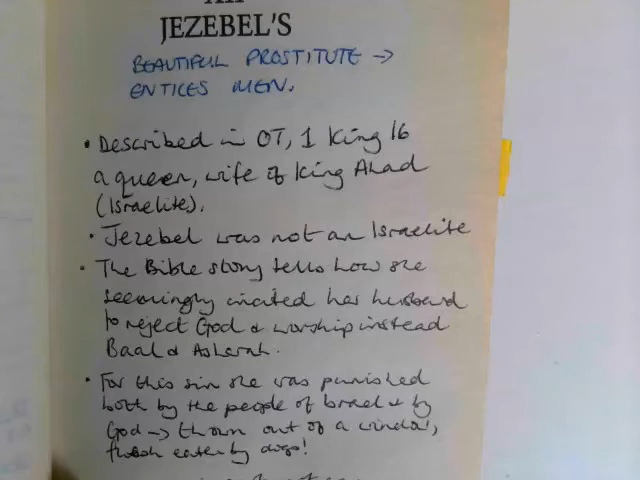 XII
JEZEBEL'S
BEAUTIFUL PROSTITUTE →
ENTICES MEN.
• Described in OT, 1 King 16
a queen, wife of King Ahad
(Israelite).
• Jezebel was not an Israelite
• The Bible story tells how she
seemingly incited her husband
to reject God & worship instead
Baal & Asherah.
• For this sin she was punished
both by the people of Israel & by
God → thrown out of a window,
flesh eaten by dogs!